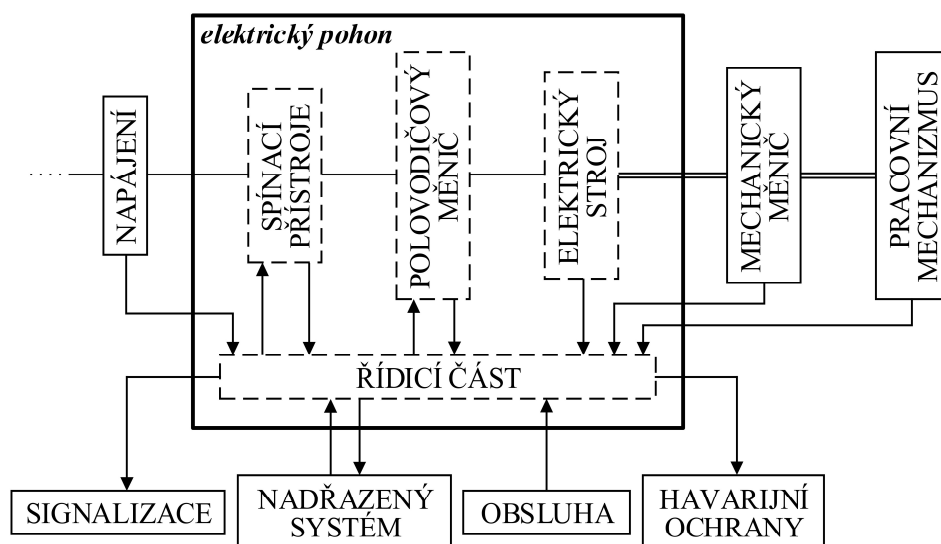 elektrický pohon
NAPÁJENÍ
SPÍNACÍ
PŘÍSTROJE
POLOVODIČOVÝ
MĚNIČ
ELEKTRICKÝ
STROJ
MECHANICKÝ
MĚNIČ
PRACOVNÍ
MECHANIZMUS
ŘÍDICÍ ČÁST
SIGNALIZACE
NADŘAZENÝ
SYSTÉM
OBSLUHA
HAVARIJNÍ
OCHRANY